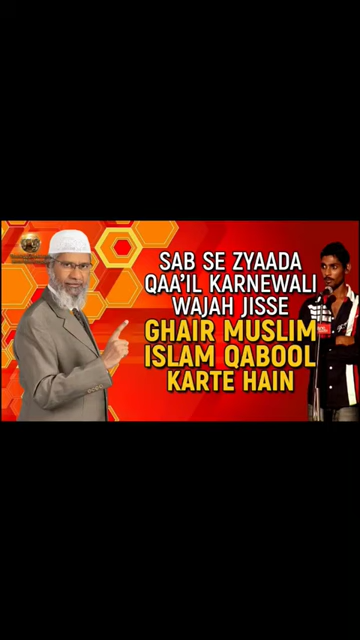 SAB SE ZYAADA
QAA'IL KARNEWALI
WAJAH JISSE
GHAIR MUSLIM
ISLAM QABOOL
KARTE HAIN